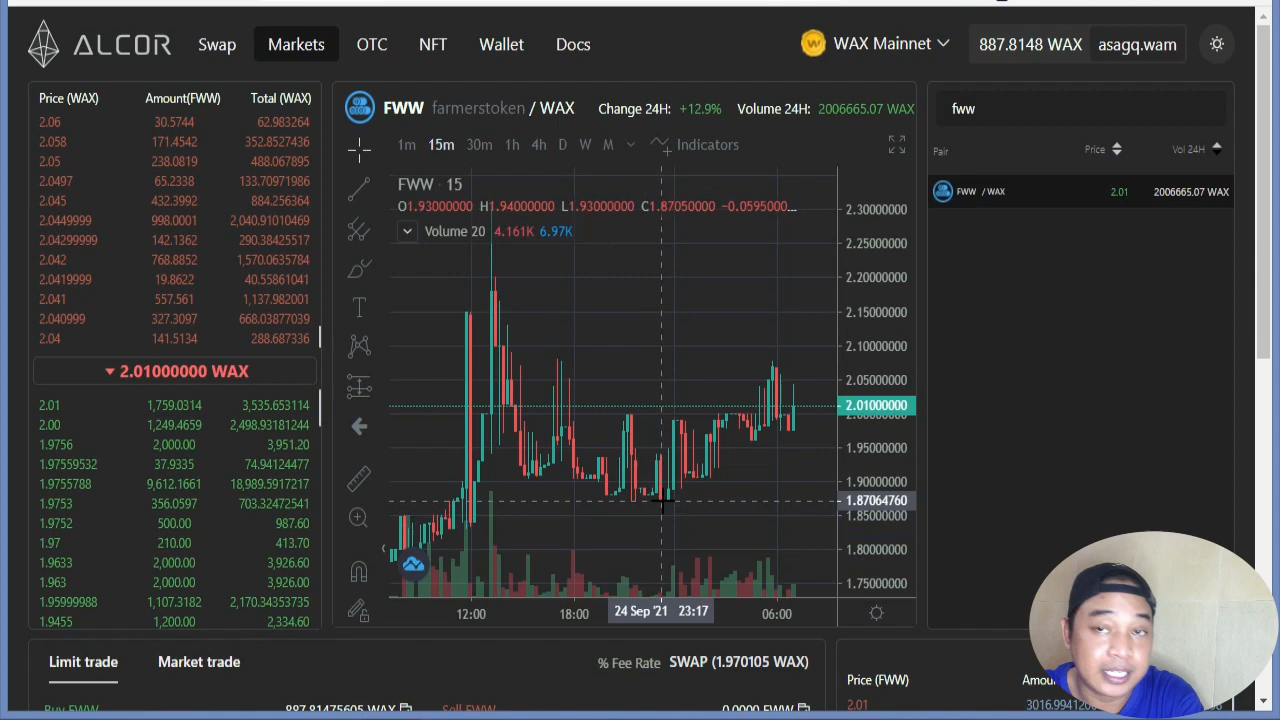 ALCOR Swap Markets OTC NFT Wallet Docs WAX Mainnet 887.8148 WAX asagq.wam
Price (WAX) Amount(FWW) Total (WAX)
2.06 30.5744 62.983264
2.058 171.4542 352.8527436
2.05 238.0819 488.067895
2.0497 65.2338 133.70971986
2.045 432.3992 884.256364
2.0449999 998.0001 2,040.91010469
2.04299999 142.1362 290.38425517
2.042 768.8852 1,570.0635784
2.0419999 19.8622 40.55861041
2.041 557.561 1,137.982001
2.040999 327.3097 668.03877039
2.04 141.5134 288.687336
2.01000000 WAX
2.01 1,759.0314 3,535.653114
2.00 1,249.4659 2,498.93181244
1.9756 2,000.00 3,951.20
1.97559532 37.9335 74.94124477
1.9755788 9,612.1661 18,989.5917217
1.9753 356.0597 703.32472541
1.9752 500.00 987.60
1.97 210.00 413.70
1.9633 2,000.00 3,926.60
1.963 2,000.00 3,926.00
1.95999988 1,107.3182 2,170.34353735
1.9455 1,200.00 2,334.60
FWW farmerstoken / WAX Change 24H: +12.9% Volume 24H: 2006665.07 WAX
1m 15m 30m 1h 4h D W M Indicators
FWW · 15
O1.93000000 H1.94000000 L1.93000000 C1.87050000 −0.0595000...
Volume 20 4.161K 6.97K
2.30000000
2.25000000
2.20000000
2.15000000
2.10000000
2.05000000
2.01000000
2.00000000
1.95000000
1.90000000
1.87064760
1.85000000
1.80000000
1.75000000
12:00 18:00 24 Sep '21 23:17 06:00
fww
Pair Price Vol 24H
FWW / WAX 2.01 2006665.07 WAX
Limit trade Market trade % Fee Rate SWAP (1.970105 WAX)
Buy FWW 887.81475605 WAX Sell FWW 0.0000 FWW
Price (FWW)
2.01